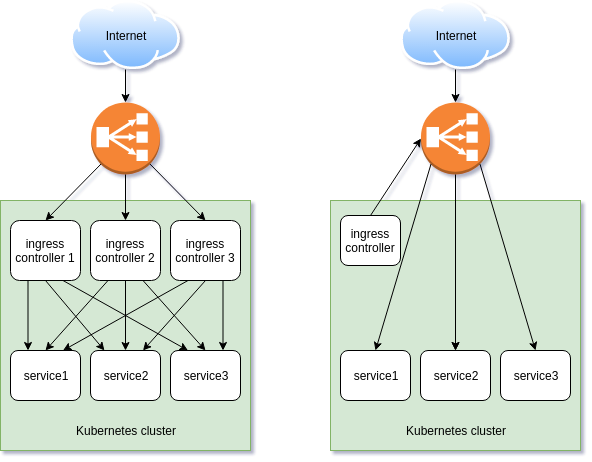 Internet
ingress
controller 1
ingress
controller 2
ingress
controller 3
service1
service2
service3
Kubernetes cluster
Internet
ingress
controller
service1
service2
service3
Kubernetes cluster